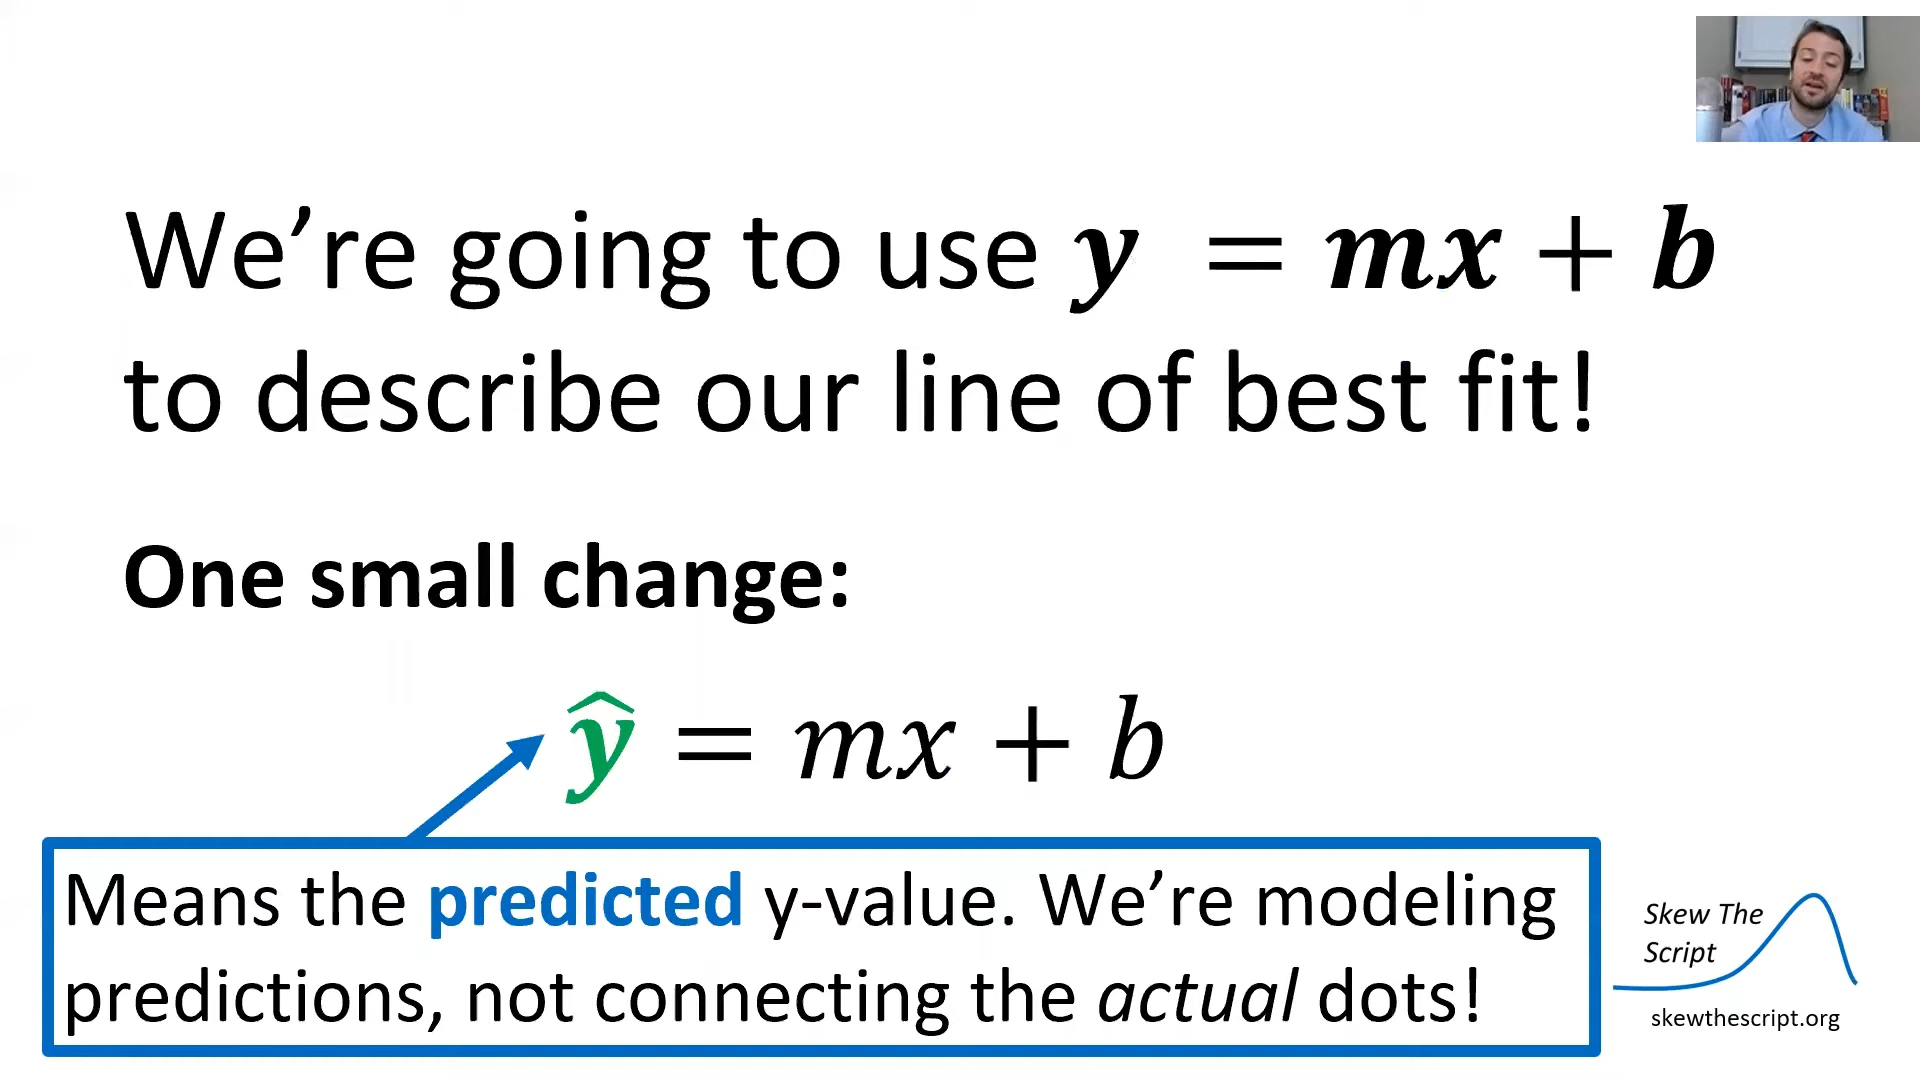 We're going to use y = mx + b
to describe our line of best fit!
One small change:
ŷ = mx + b
Means the predicted y-value. We're modeling
predictions, not connecting the actual dots!
Skew The
Script
skewthescript.org